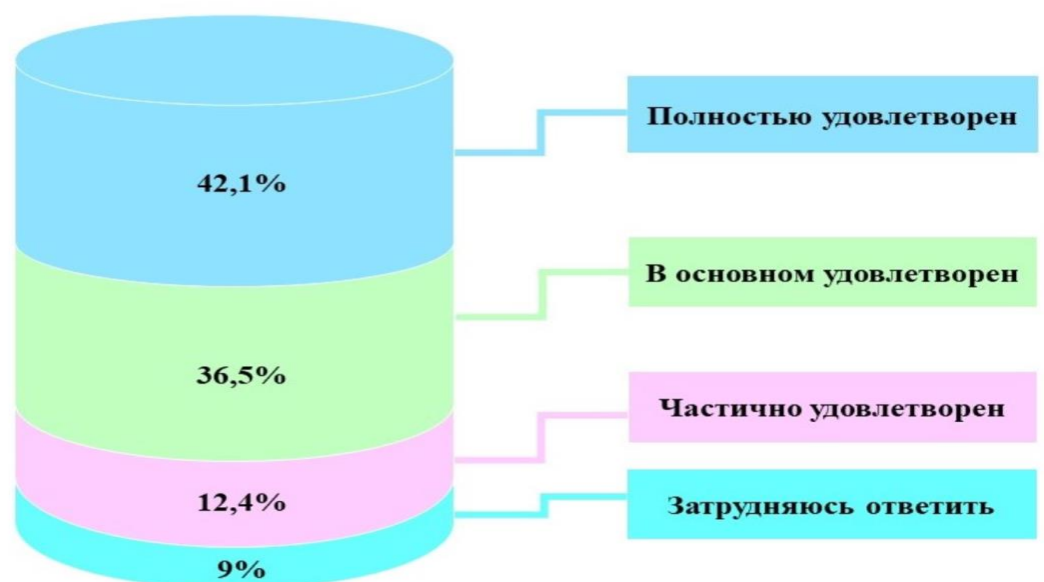 Полностью удовлетворен
42,1%
В основном удовлетворен
36,5%
Частично удовлетворен
12,4%
Затрудняюсь ответить
9%